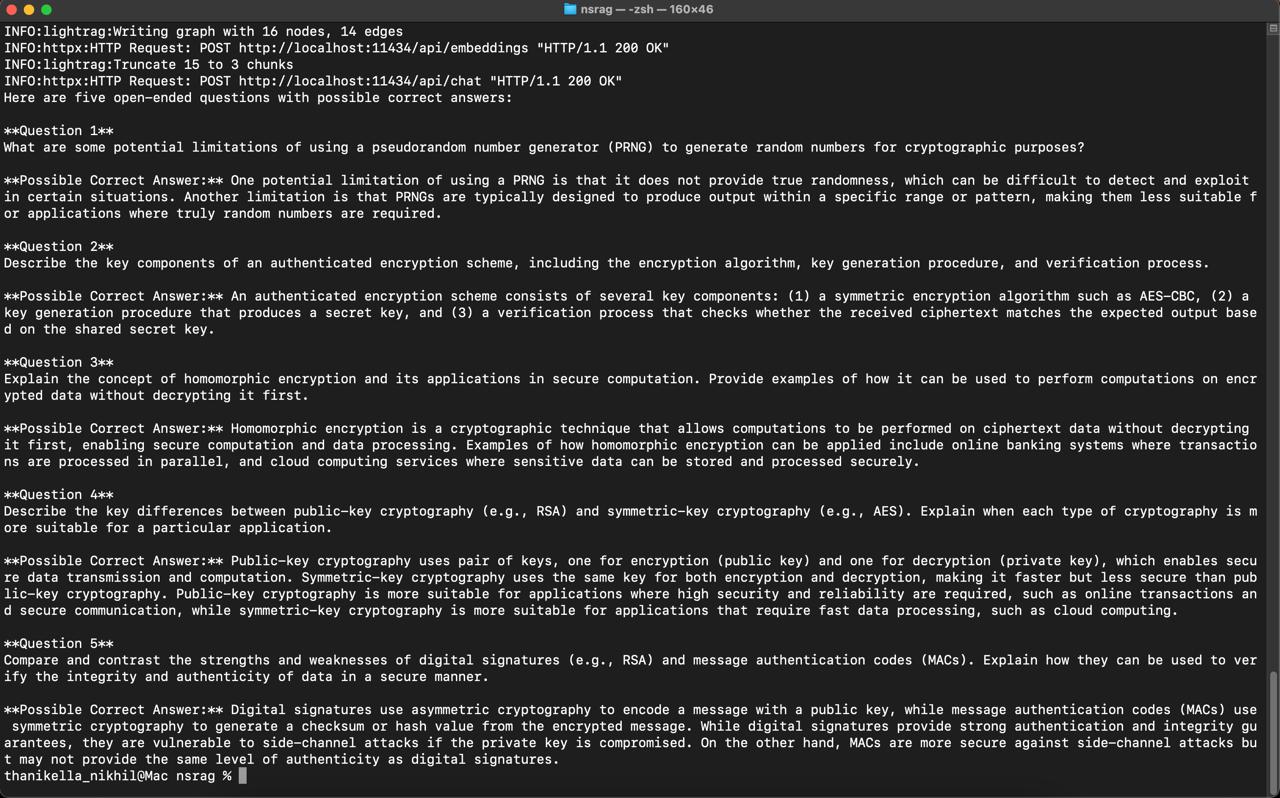 nsrag — -zsh — 160×46
INFO:lightrag:Writing graph with 16 nodes, 14 edges
INFO:httpx:HTTP Request: POST http://localhost:11434/api/embeddings "HTTP/1.1 200 OK"
INFO:lightrag:Truncate 15 to 3 chunks
INFO:httpx:HTTP Request: POST http://localhost:11434/api/chat "HTTP/1.1 200 OK"
Here are five open-ended questions with possible correct answers:
**Question 1**
What are some potential limitations of using a pseudorandom number generator (PRNG) to generate random numbers for cryptographic purposes?
**Possible Correct Answer:** One potential limitation of using a PRNG is that it does not provide true randomness, which can be difficult to detect and exploit
in certain situations. Another limitation is that PRNGs are typically designed to produce output within a specific range or pattern, making them less suitable f
or applications where truly random numbers are required.
**Question 2**
Describe the key components of an authenticated encryption scheme, including the encryption algorithm, key generation procedure, and verification process.
**Possible Correct Answer:** An authenticated encryption scheme consists of several key components: (1) a symmetric encryption algorithm such as AES-CBC, (2) a
key generation procedure that produces a secret key, and (3) a verification process that checks whether the received ciphertext matches the expected output base
d on the shared secret key.
**Question 3**
Explain the concept of homomorphic encryption and its applications in secure computation. Provide examples of how it can be used to perform computations on encr
ypted data without decrypting it first.
**Possible Correct Answer:** Homomorphic encryption is a cryptographic technique that allows computations to be performed on ciphertext data without decrypting
it first, enabling secure computation and data processing. Examples of how homomorphic encryption can be applied include online banking systems where transactio
ns are processed in parallel, and cloud computing services where sensitive data can be stored and processed securely.
**Question 4**
Describe the key differences between public-key cryptography (e.g., RSA) and symmetric-key cryptography (e.g., AES). Explain when each type of cryptography is m
ore suitable for a particular application.
**Possible Correct Answer:** Public-key cryptography uses pair of keys, one for encryption (public key) and one for decryption (private key), which enables secu
re data transmission and computation. Symmetric-key cryptography uses the same key for both encryption and decryption, making it faster but less secure than pub
lic-key cryptography. Public-key cryptography is more suitable for applications where high security and reliability are required, such as online transactions an
d secure communication, while symmetric-key cryptography is more suitable for applications that require fast data processing, such as cloud computing.
**Question 5**
Compare and contrast the strengths and weaknesses of digital signatures (e.g., RSA) and message authentication codes (MACs). Explain how they can be used to ver
ify the integrity and authenticity of data in a secure manner.
**Possible Correct Answer:** Digital signatures use asymmetric cryptography to encode a message with a public key, while message authentication codes (MACs) use
symmetric cryptography to generate a checksum or hash value from the encrypted message. While digital signatures provide strong authentication and integrity gu
arantees, they are vulnerable to side-channel attacks if the private key is compromised. On the other hand, MACs are more secure against side-channel attacks bu
t may not provide the same level of authenticity as digital signatures.
thanikella_nikhil@Mac nsrag %